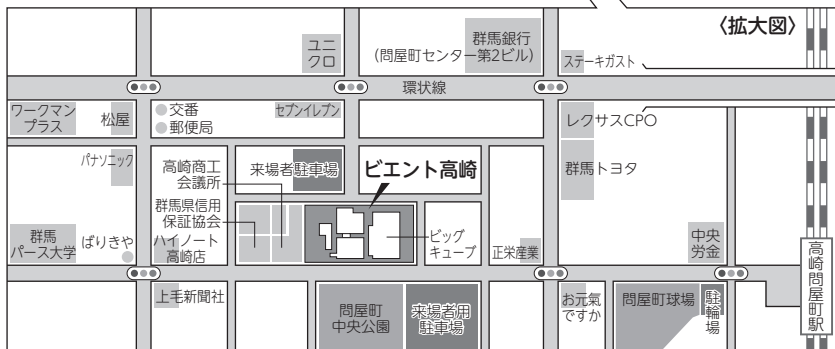 〈拡大図〉
ユニ
クロ
群馬銀行
(問屋町センター第2ビル)
ステーキガスト
環状線
ワークマン
プラス
松屋
交番
郵便局
セブンイレブン
レクサスCPO
パナソニック
高崎商工
会議所
来場者駐車場
ビエント高崎
群馬トヨタ
群馬県信用
保証協会
群馬
パース大学
ばりきや
ハイノート
高崎店
ビッグ
キューブ
正栄産業
中央
労金
高崎問屋町駅
上毛新聞社
問屋町
中央公園
来場者用
駐車場
お元氣
ですか
問屋町球場
駐輪場